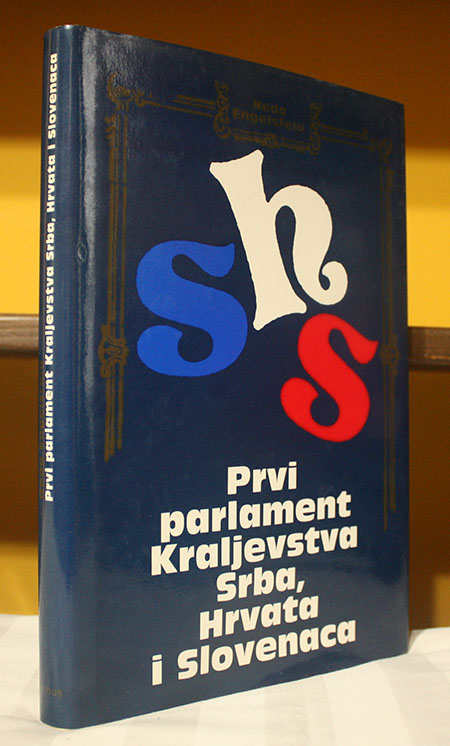 Prvi parlament Kraljevstva Srba, Hrvata i Slovenaca
Neda
Engelsfeld
shs
Prvi
parlament
Kraljevstva
Srba,
Hrvata
i Slovenaca